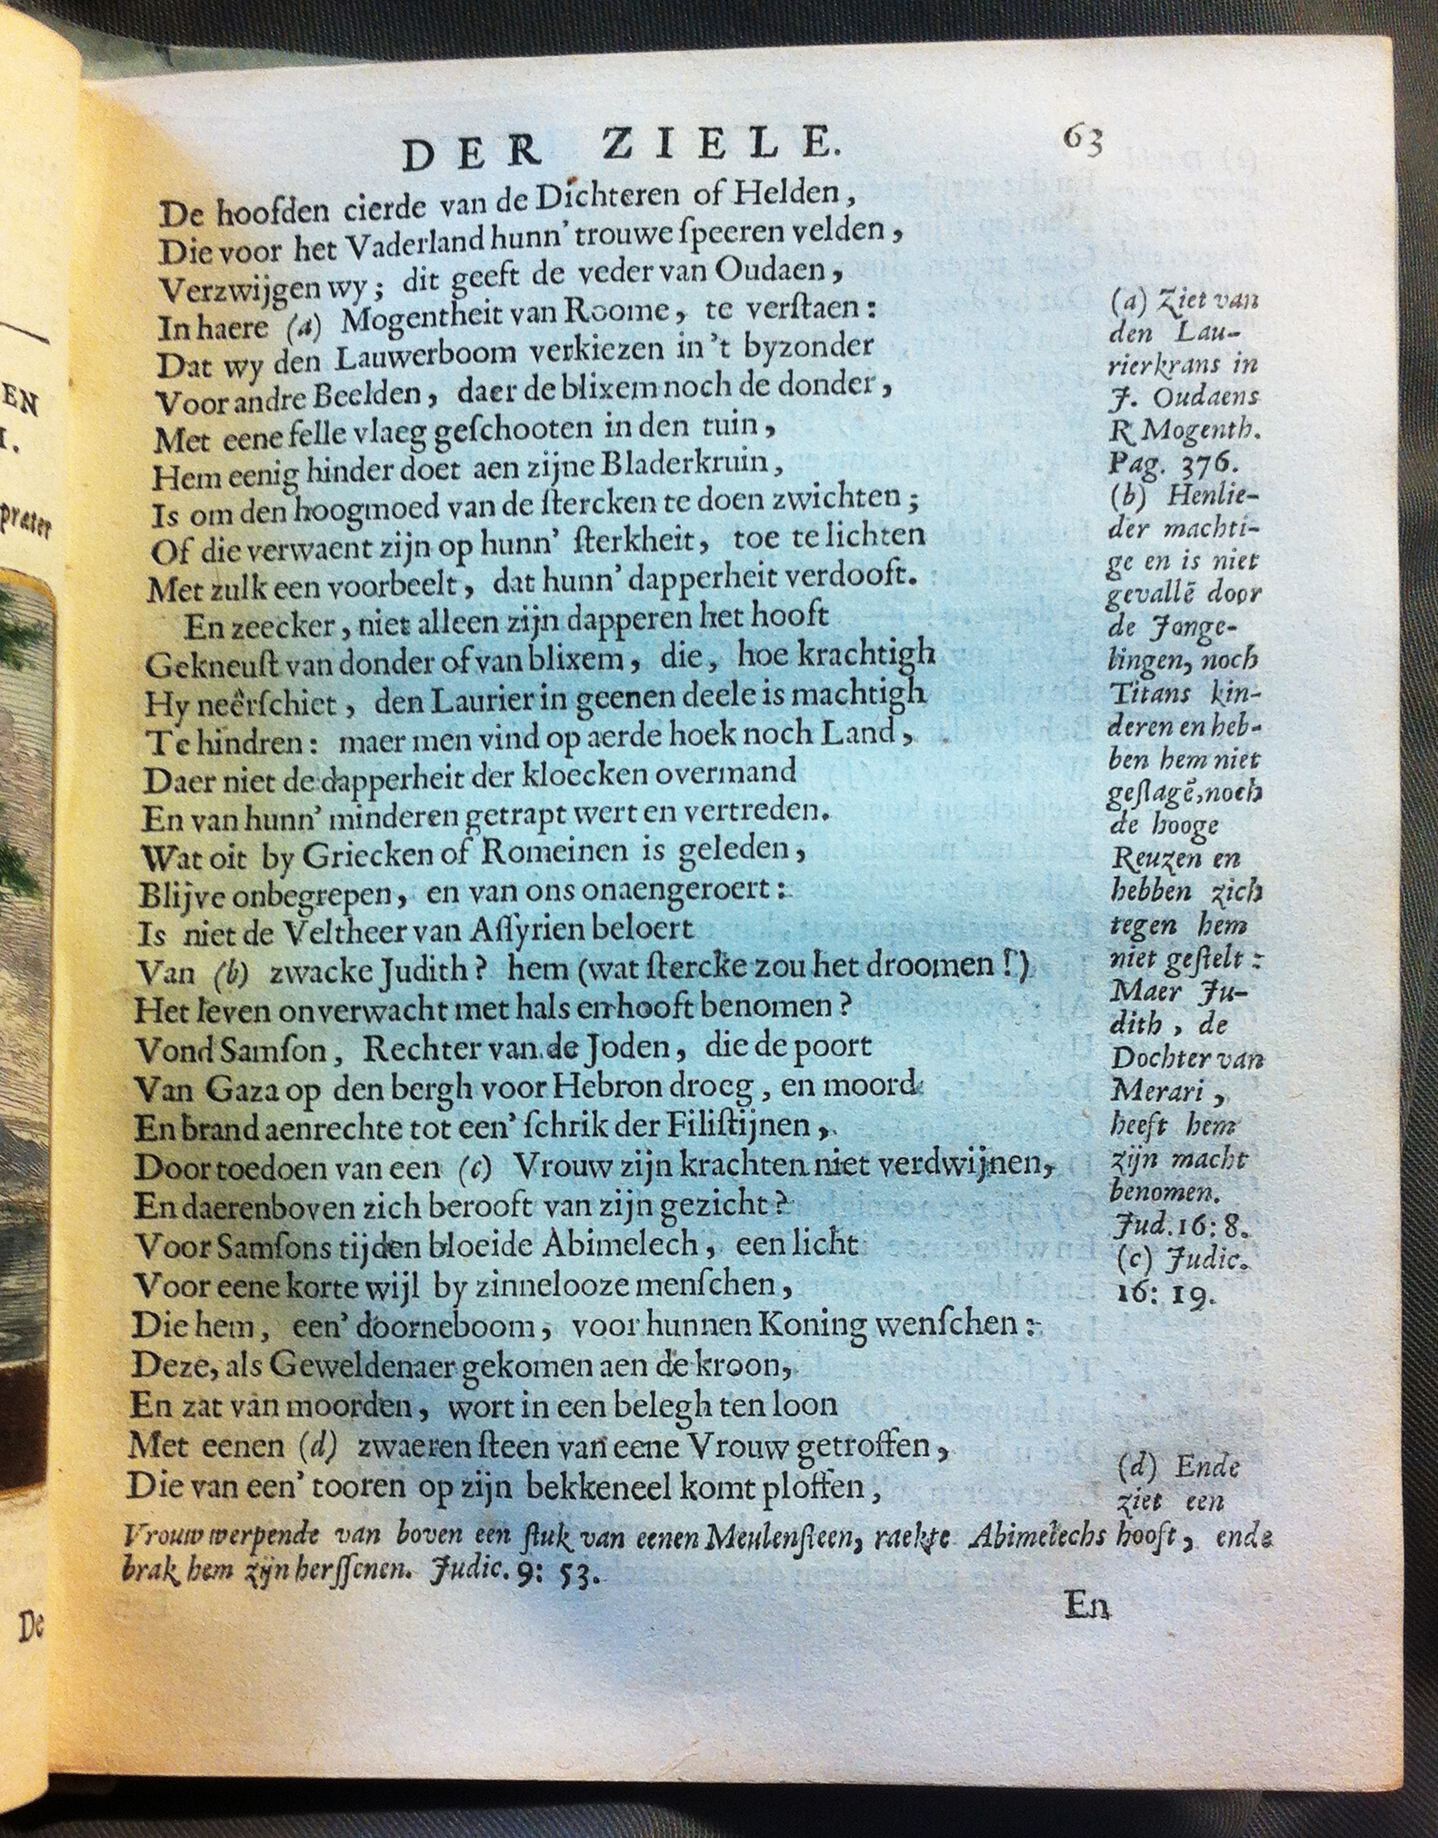 DER ZIELE. 63
De hoofden cierde van de Dichteren of Helden,
Die voor het Vaderland hunn' trouwe ſpeeren velden,
Verzwijgen wy; dit geeft de veder van Oudaen,
In haere (a) Mogentheit van Roome, te verſtaen:
Dat wy den Lauwerboom verkiezen in 't byzonder
Voor andre Beelden, daer de blixem noch de donder,
Met eene felle vlaeg geſchooten in den tuin,
Hem eenig hinder doet aen zijne Bladerkruin,
Is om den hoogmoed van de ſtercken te doen zwichten;
Of die verwaent zijn op hunn' ſterkheit, toe te lichten
Met zulk een voorbeelt, dat hunn' dapperheit verdooft.
En zeecker, niet alleen zijn dapperen het hooft
Gekneuſt van donder of van blixem, die, hoe krachtigh
Hy neêrſchiet, den Laurier in geenen deele is machtigh
Te hindren: maer men vind op aerde hoek noch Land,
Daer niet de dapperheit der kloecken overmand
En van hunn' minderen getrapt wert en vertreden.
Wat oit by Griecken of Romeinen is geleden,
Blijve onbegrepen, en van ons onaengeroert:
Is niet de Veltheer van Aſſyrien beloert
Van (b) zwacke Judith? hem (wat ſtercke zou het droomen!)
Het leven onverwacht met hals en hooft benomen?
Vond Samſon, Rechter van de Joden, die de poort
Van Gaza op den bergh voor Hebron droeg, en moord
En brand aenrechte tot een' ſchrik der Filiſtijnen,
Door toedoen van een (c) Vrouw zijn krachten niet verdwijnen,
En daerenboven zich berooft van zijn gezicht?
Voor Samſons tijden bloeide Abimelech, een licht
Voor eene korte wijl by zinnelooze menſchen,
Die hem, een' doorneboom, voor hunnen Koning wenſchen:
Deze, als Geweldenaer gekomen aen de kroon,
En zat van moorden, wort in een belegh ten loon
Met eenen (d) zwaeren ſteen van eene Vrouw getroffen,
Die van een' tooren op zijn bekkeneel komt ploffen,
(a) Ziet van
den Lau-
rierkrans in
J. Oudaens
R. Mogenth.
Pag. 376.
(b) Henlie-
der machti-
ge en is niet
gevallē door
de Jonge-
lingen, noch
Titans kin-
deren en heb-
ben hem niet
geſlagē, noch
de hooge
Reuzen en
hebben zich
tegen hem
niet geſtelt:
Maer Ju-
dith, de
Dochter van
Merari,
heeft hem
zijn macht
benomen.
Jud. 16: 8.
(c) Judic.
16: 19.
(d) Ende
ziet een
Vrouw werpende van boven een ſtuk van eenen Meulenſteen, raekte Abimelechs hooft, ende
brak hem zijn herſſenen. Judic. 9: 53.
En
EN
I.
præter
De